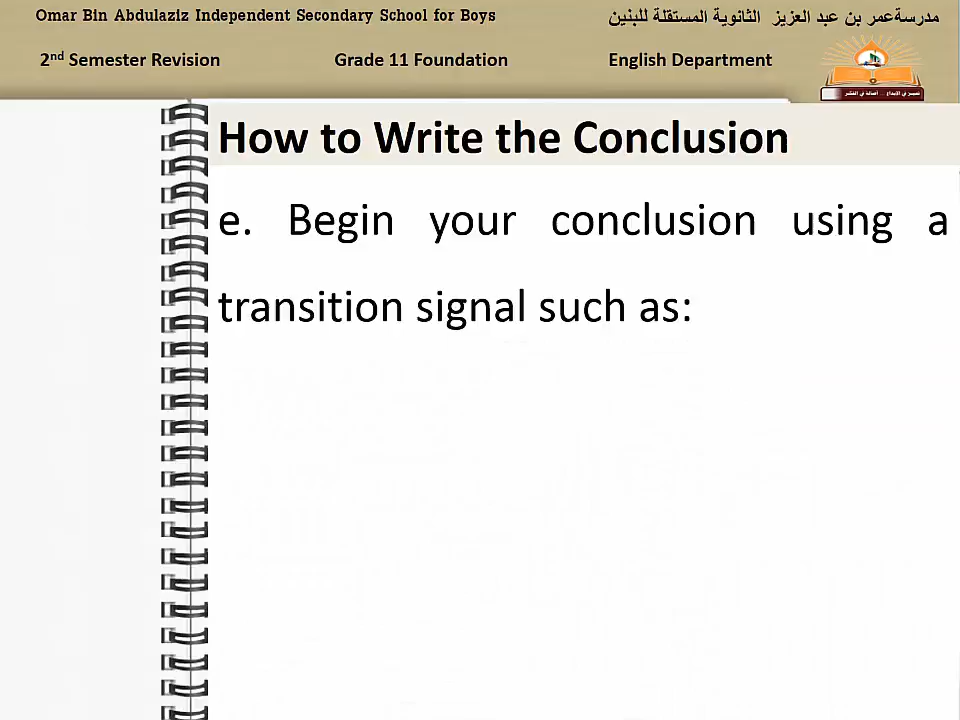 Omar Bin Abdulaziz Independent Secondary School for Boys
مدرسةعمر بن عبد العزيز الثانوية المستقلة للبنين
2nd Semester Revision
Grade 11 Foundation
English Department
How to Write the Conclusion
e. Begin your conclusion using a
transition signal such as: